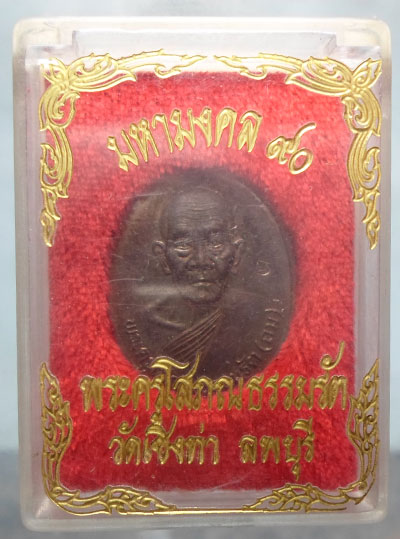 มหามงคล ๙๐
พระครูโสภณธรรมรัต
วัดเชิงท่า ลพบุรี